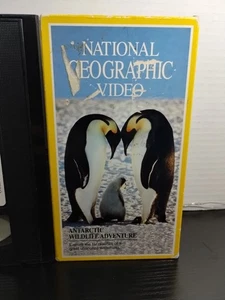 NATIONAL
GEOGRAPHIC
VIDEO
ANTARCTIC
WILDLIFE ADVENTURE